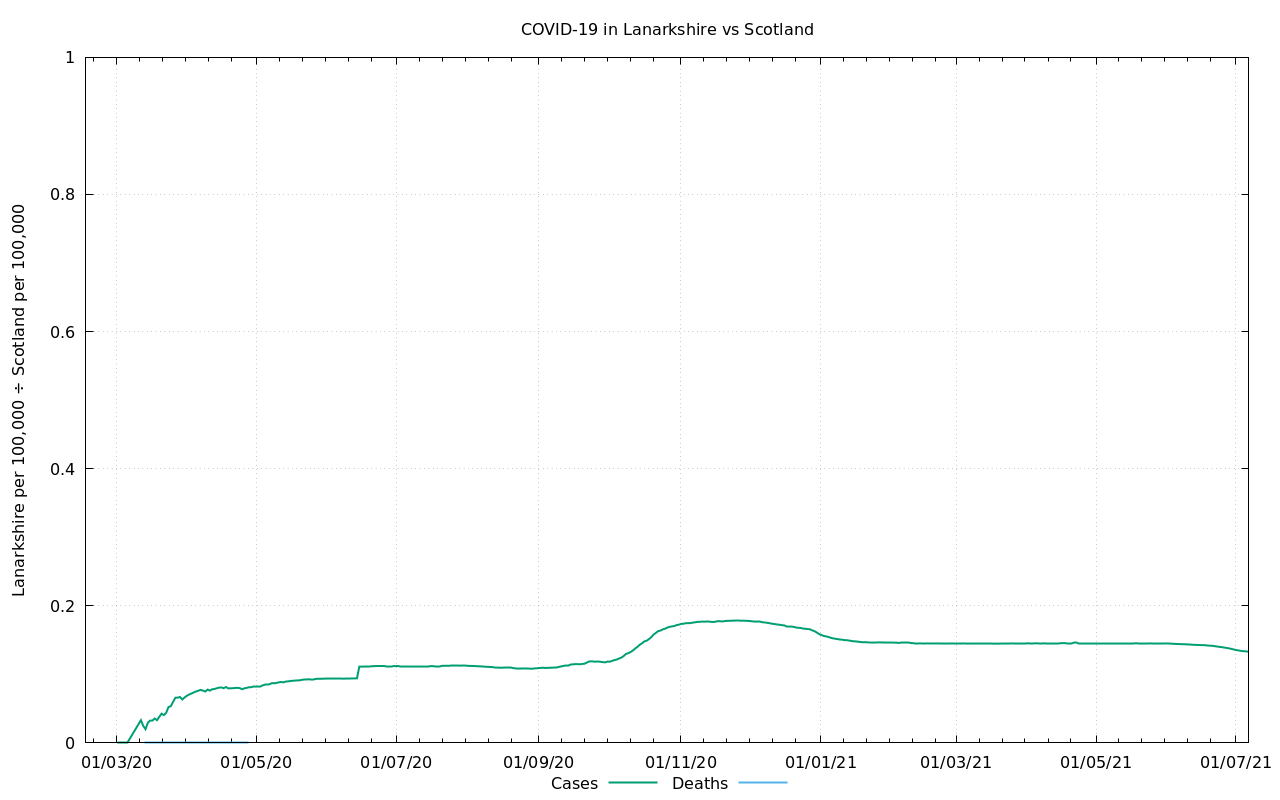 COVID-19 in Lanarkshire vs Scotland
Lanarkshire per 100,000 ÷ Scotland per 100,000
1
0.8
0.6
0.4
0.2
0
01/03/20 01/05/20 01/07/20 01/09/20 01/11/20 01/01/21 01/03/21 01/05/21 01/07/21
Cases Deaths